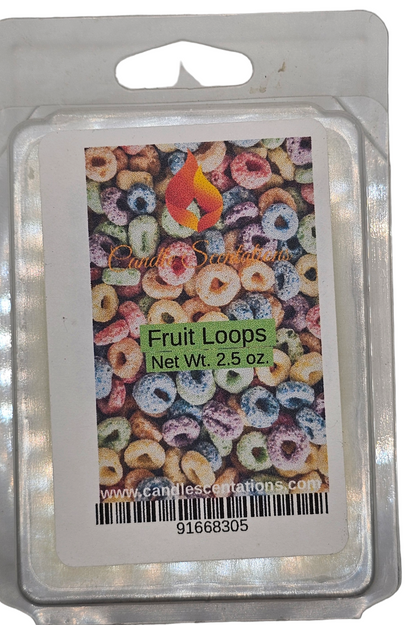 Candle Scentations
Fruit Loops
Net Wt. 2.5 oz.
www.candlescentations.com
91668305